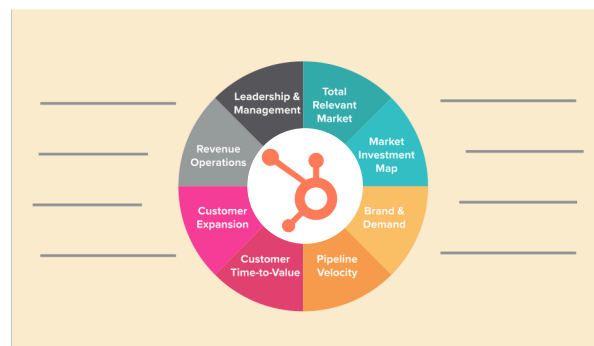 Leadership &
Management
Total
Relevant
Market
Revenue
Operations
Market
Investment
Map
Customer
Expansion
Brand &
Demand
Customer
Time-to-Value
Pipeline
Velocity